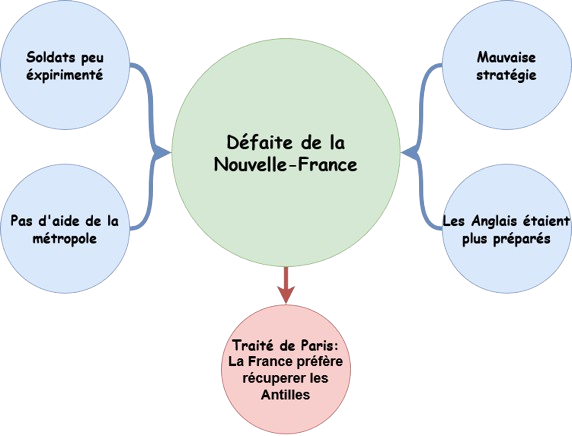 Soldats peu
éxpirimenté
Mauvaise
stratégie
Défaite de la
Nouvelle-France
Pas d'aide de la
métropole
Les Anglais étaient
plus préparés
Traité de Paris:
La France préfère
récuperer les
Antilles